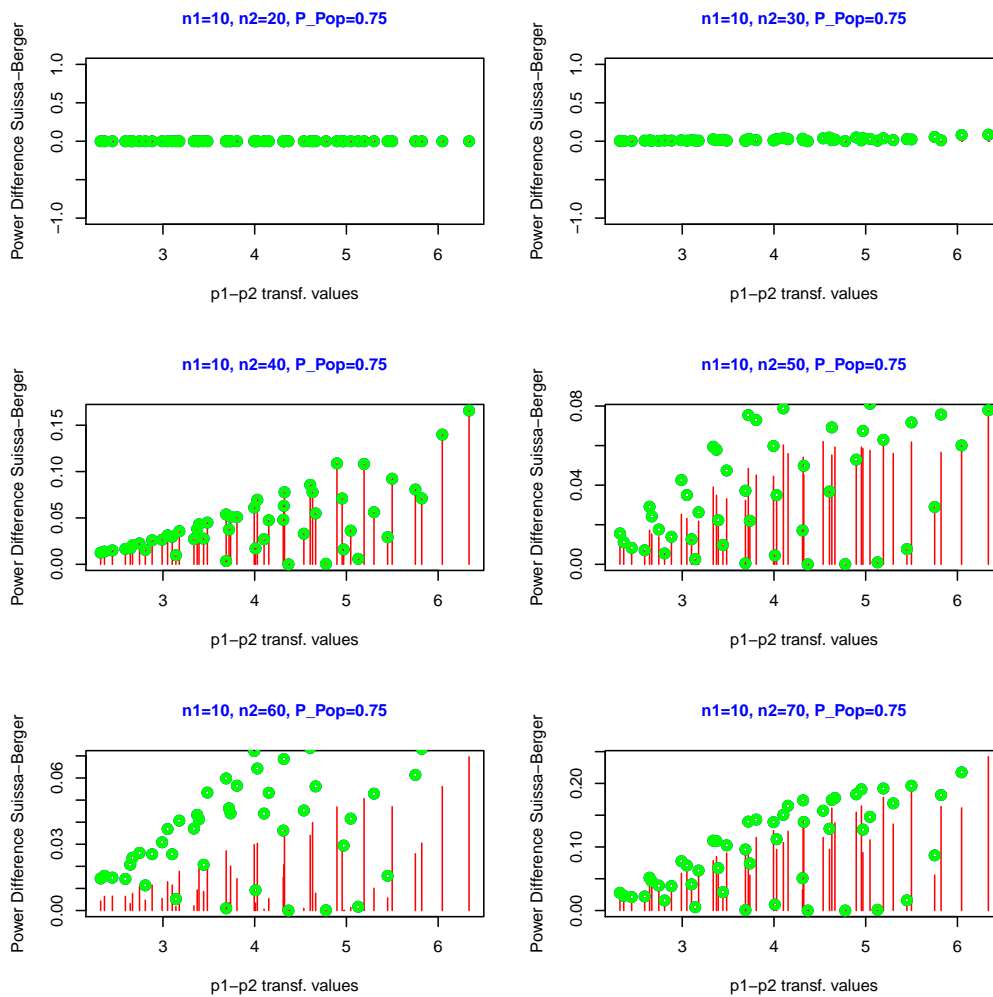 n1=10, n2=20, P_Pop=0.75
Power Difference Suissa−Berger
1.0
0.5
0.0
−1.0
3 4 5 6
p1−p2 transf. values
n1=10, n2=30, P_Pop=0.75
Power Difference Suissa−Berger
1.0
0.5
0.0
−1.0
3 4 5 6
p1−p2 transf. values
n1=10, n2=40, P_Pop=0.75
Power Difference Suissa−Berger
0.15
0.10
0.05
0.00
3 4 5 6
p1−p2 transf. values
n1=10, n2=50, P_Pop=0.75
Power Difference Suissa−Berger
0.08
0.04
0.00
3 4 5 6
p1−p2 transf. values
n1=10, n2=60, P_Pop=0.75
Power Difference Suissa−Berger
0.06
0.03
0.00
3 4 5 6
p1−p2 transf. values
n1=10, n2=70, P_Pop=0.75
Power Difference Suissa−Berger
0.20
0.10
0.00
3 4 5 6
p1−p2 transf. values